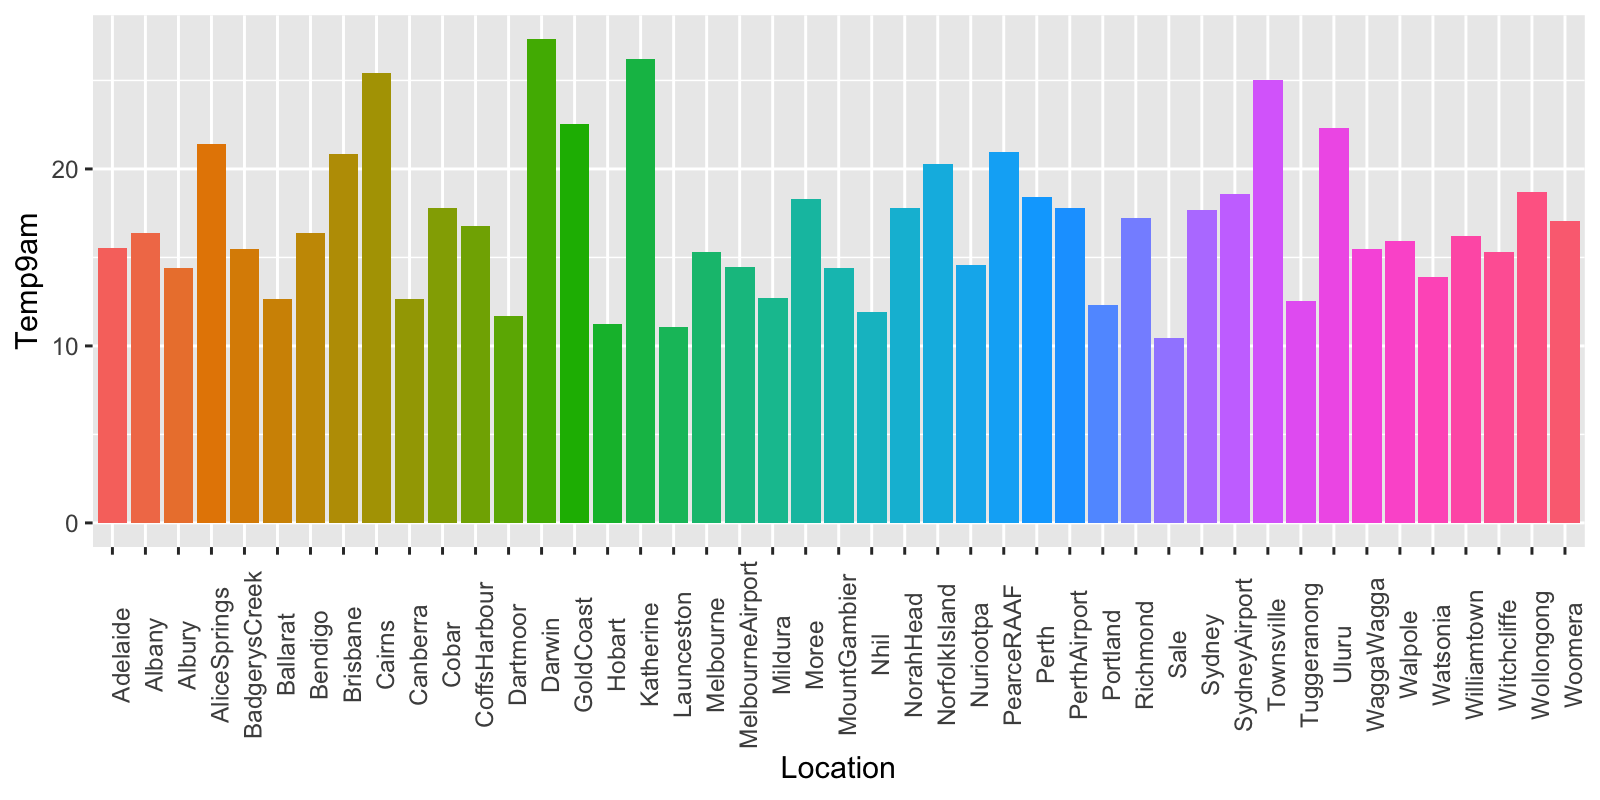 Temp9am
20
10
0
Adelaide
Albany
Albury
AliceSprings
BadgerysCreek
Ballarat
Bendigo
Brisbane
Cairns
Canberra
Cobar
CoffsHarbour
Dartmoor
Darwin
GoldCoast
Hobart
Katherine
Launceston
Melbourne
MelbourneAirport
Mildura
Moree
MountGambier
Nhil
NorahHead
NorfolkIsland
Nuriootpa
PearceRAAF
Perth
PerthAirport
Portland
Richmond
Sale
Sydney
SydneyAirport
Townsville
Tuggeranong
Uluru
WaggaWagga
Walpole
Watsonia
Williamtown
Witchcliffe
Wollongong
Woomera
Location